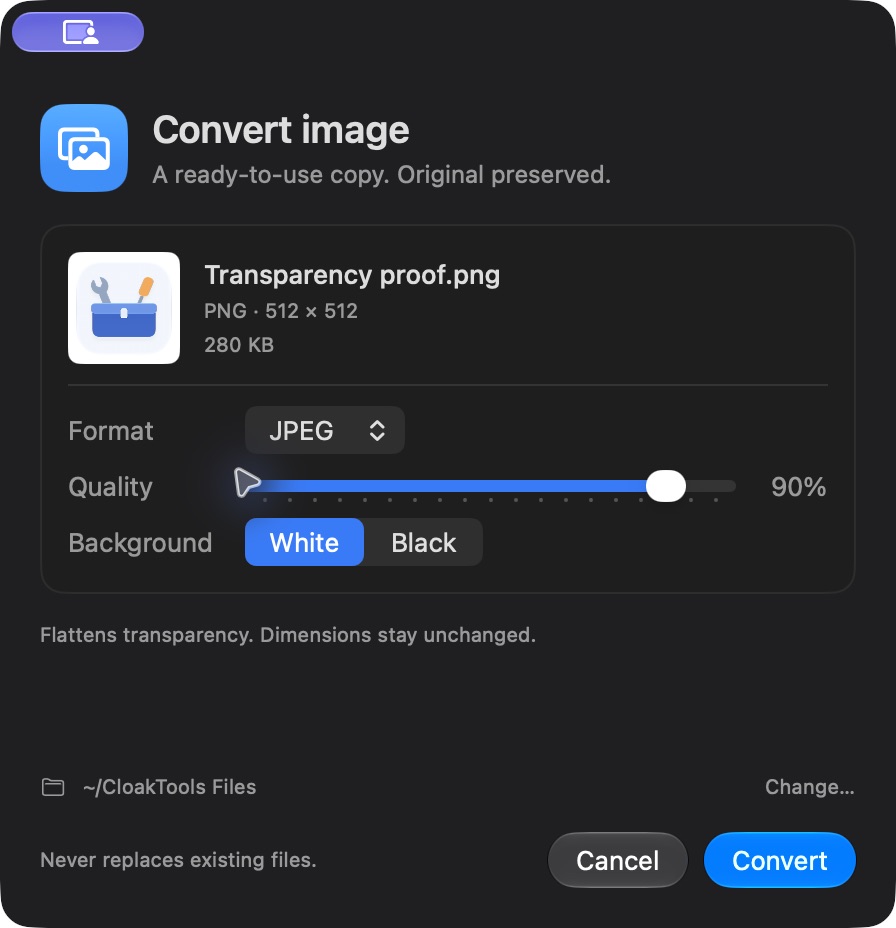 Convert image
A ready-to-use copy. Original preserved.
Transparency proof.png
PNG · 512 × 512
280 KB
Format JPEG
Quality 90%
Background White Black
Flattens transparency. Dimensions stay unchanged.
~/CloakTools Files Change...
Never replaces existing files. Cancel Convert